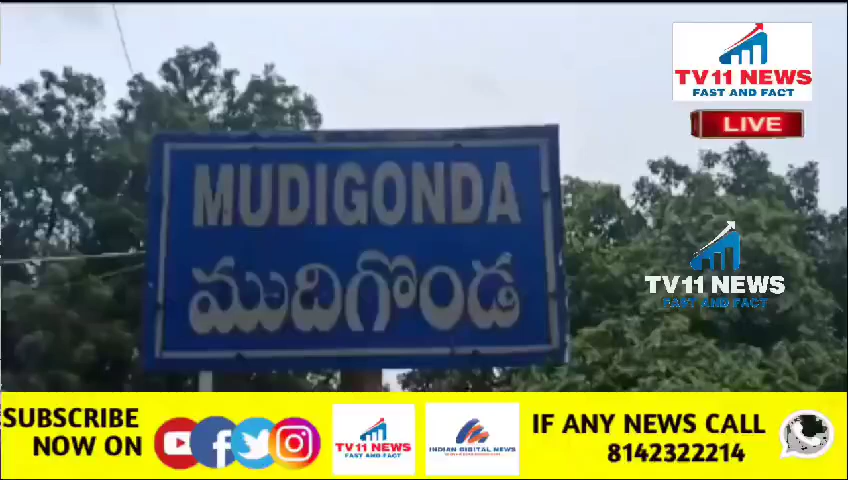 TV11 NEWS
FAST AND FACT
LIVE
MUDIGONDA
ముదిగొండ
TV11 NEWS
FAST AND FACT
SUBSCRIBE
NOW ON
TV11 NEWS
FAST AND FACT
INDIAN DIGITAL NEWS
IF ANY NEWS CALL
8142322214